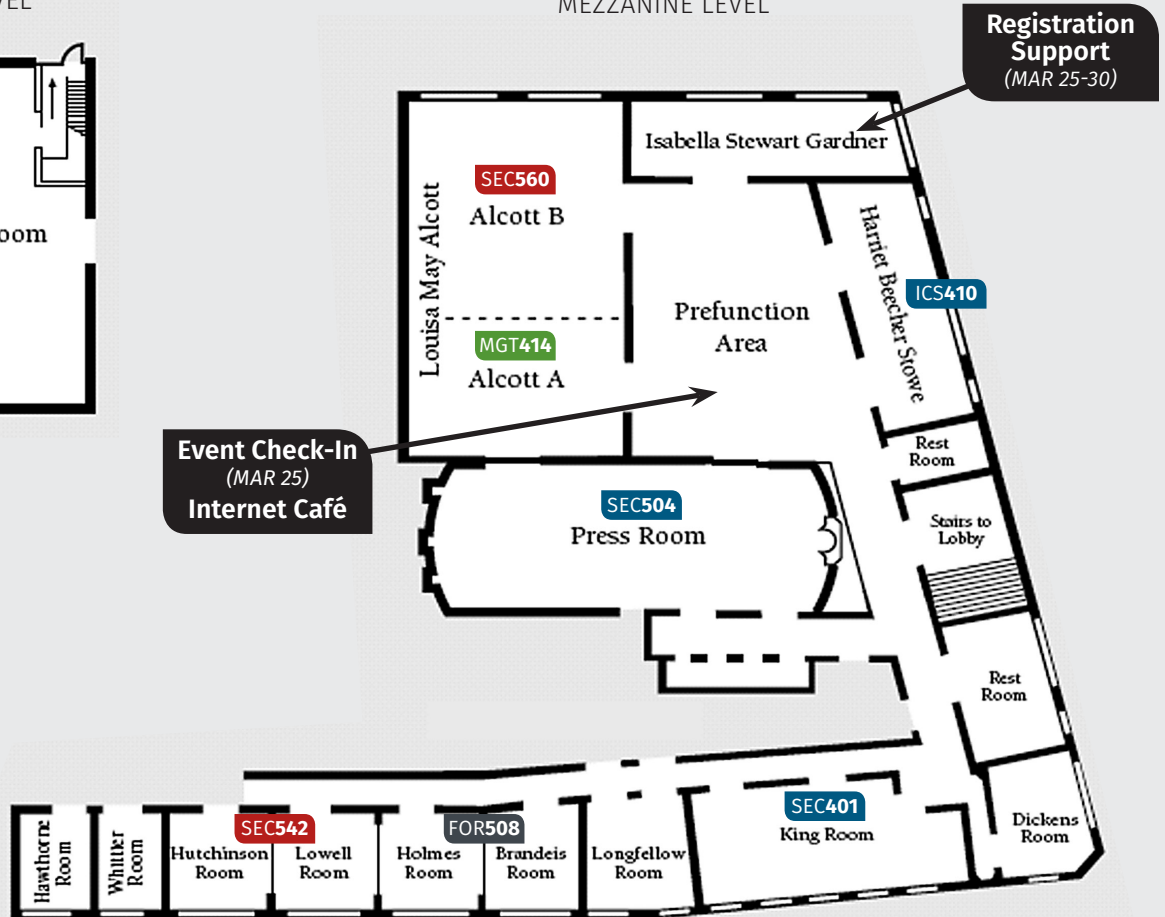 VEL
MEZZANINE LEVEL
Registration
Support
(MAR 25-30)
Isabella Stewart Gardner
SEC560
Alcott B
Louisa May Alcott
Harriet Beecher Stowe
oom
ICS410
Prefunction
Area
MGT414
Alcott A
Event Check-In
(MAR 25)
Internet Café
Rest
Room
SEC504
Press Room
Stairs to
Lobby
Rest
Room
SEC401
King Room
Dickens
Room
SEC542
FOR508
Hawthorne
Room
Whittier
Room
Hutchinson
Room
Lowell
Room
Holmes
Room
Brandeis
Room
Longfellow
Room